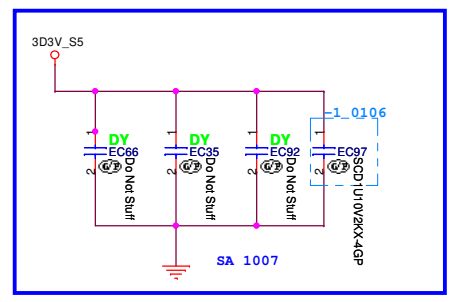 3D3V_S5
-1_0106
DY
DY
DY
1
1
1
1
EC66
EC35
EC92
EC97
G/P
G/P
G/P
G/P
2
2
2
2
Do Not Stuff
Do Not Stuff
Do Not Stuff
SCD1U10V2KX-4GP
SA 1007